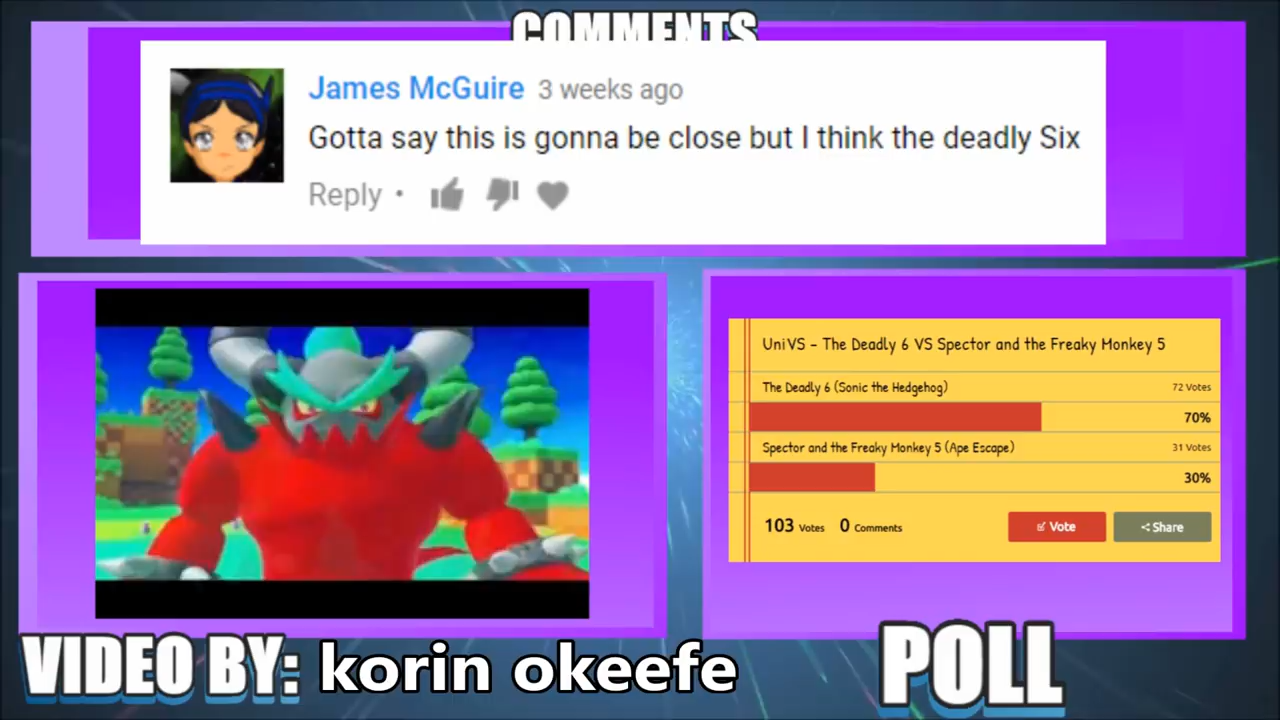 COMMENTS
James McGuire 3 weeks ago
Gotta say this is gonna be close but I think the deadly Six
Reply •
UniVS - The Deadly 6 VS Spector and the Freaky Monkey 5
The Deadly 6 (Sonic the Hedgehog) 72 Votes
70%
Spector and the Freaky Monkey 5 (Ape Escape) 31 Votes
30%
103 Votes 0 Comments Vote Share
VIDEO BY: korin okeefe
POLL